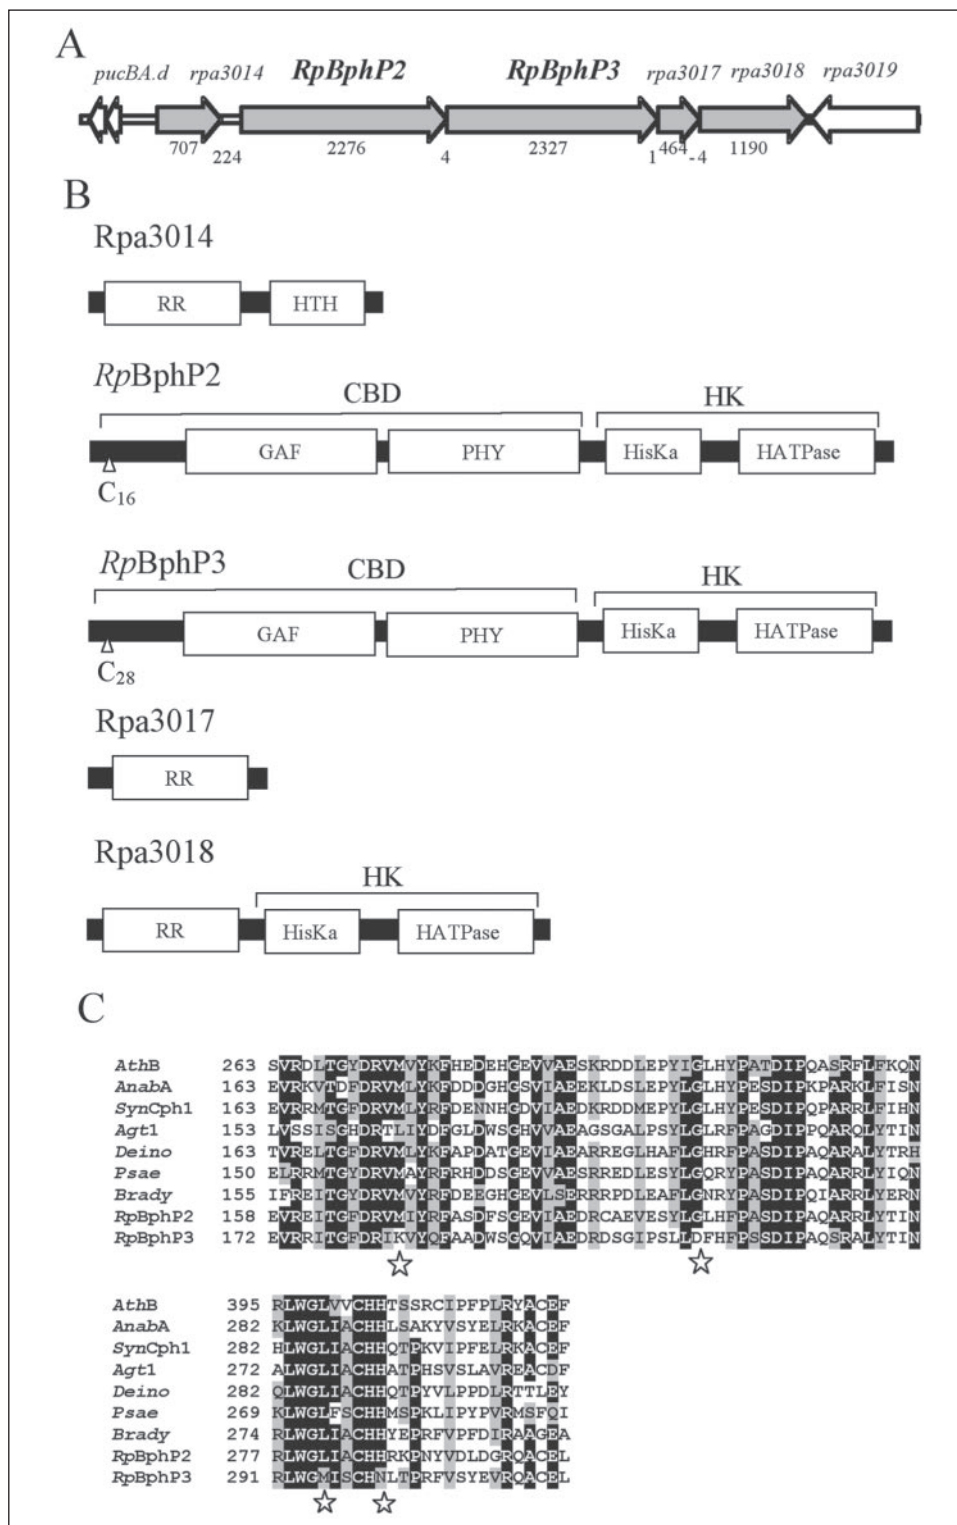 A
pucBA.d rpa3014 RpBphP2 RpBphP3 rpa3017 rpa3018 rpa3019
707 224 2276 4 2327 1 464 -4 1190
B
Rpa3014
RR HTH
RpBphP2
CBD HK
GAF PHY HisKa HATPase
C16
RpBphP3
CBD HK
GAF PHY HisKa HATPase
C28
Rpa3017
RR
Rpa3018
HK
RR HisKa HATPase
C
AthB 263 SVRDLTGYDRVMVYKFHEDEHGEVVAESKRDDLEPYIGLHYPATDIPQASRFLFKQN
AnabA 163 EVRKVTDFDRVMLYKFDDDGHGSVIAEEKLDSLEPYLGLHYPESDIPKPARKLFISN
SynCph1 163 EVRRMTGFDRVMLYRFDENNHGDVIAEDKRDDMEPYLGLHYPESDIPQPARRLFIHN
Agt1 153 LVSSISGHDRTLIYDFGLDWSGHVVAEAGSGALPSYLGLRFPAGDIPPQARQLYTIN
Deino 163 TVRELTGFDRVMLYKFAPDATGEVIAEARREGLHAFLGHRFPASDIPAQARALYTRH
Psae 150 ELRRMTGYDRVMAYRFRHDDSGEVVAESRREDLESYLGQRYPASDIPAQARRLYIQN
Brady 155 IFREITGYDRVMVYRFDEEGHGEVLSERRRPDLEAFLGNRYPASDIPQIARRLYERN
RpBphP2 158 EVREITGFDRVMIYRFASDFSGEVIAEDRCAEVESYLGLHFPASDIPAQARRLYTIN
RpBphP3 172 EVRRITGFDRIKVYQFAADWSGQVIAEDRDSGIPSLLDFHFPSSDIPAQSRALYTIN
AthB 395 RLWGLVVCHHTSSRCIPFPLRYACEF
AnabA 282 KLWGLIACHHLSAKYVSYELRKACEF
SynCph1 282 HLWGLIACHHQTPKVIPFELRKACEF
Agt1 272 ALWGLIACHHATPHSVSLAVREACDF
Deino 282 QLWGLIACHHQTPYVLPPDLRTTLEY
Psae 269 KLWGLFSCHHMSPKLIPYPVRMSFQI
Brady 274 RLWGLIACHHYEPRFVPFDIRAAGEA
RpBphP2 277 RLWGLIACHHRKPNYVDLDGRQACEL
RpBphP3 291 RLWGMISCHNLTPRFVSYEVRQACEL